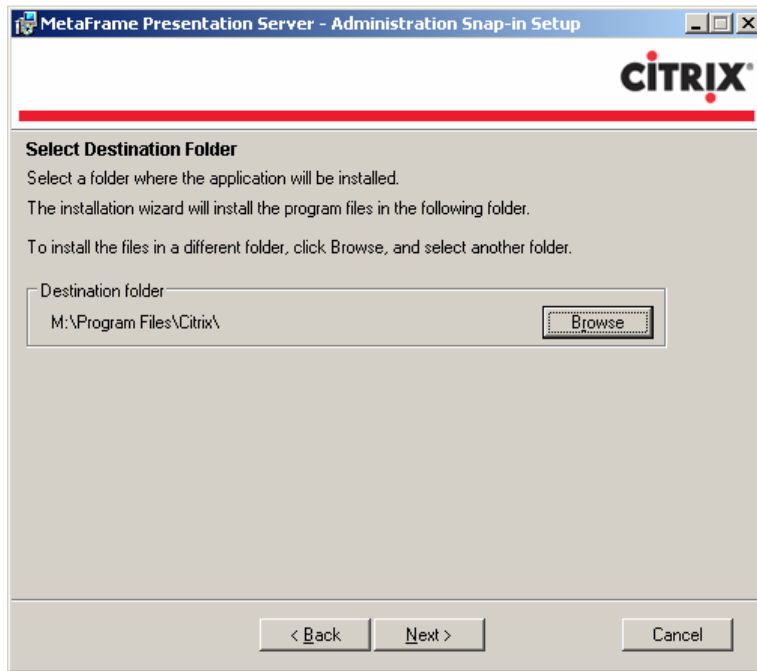 MetaFrame Presentation Server - Administration Snap-in Setup
CITRIX®
Select Destination Folder
Select a folder where the application will be installed.
The installation wizard will install the program files in the following folder.
To install the files in a different folder, click Browse, and select another folder.
Destination folder
M:\Program Files\Citrix\ Browse
< Back Next > Cancel